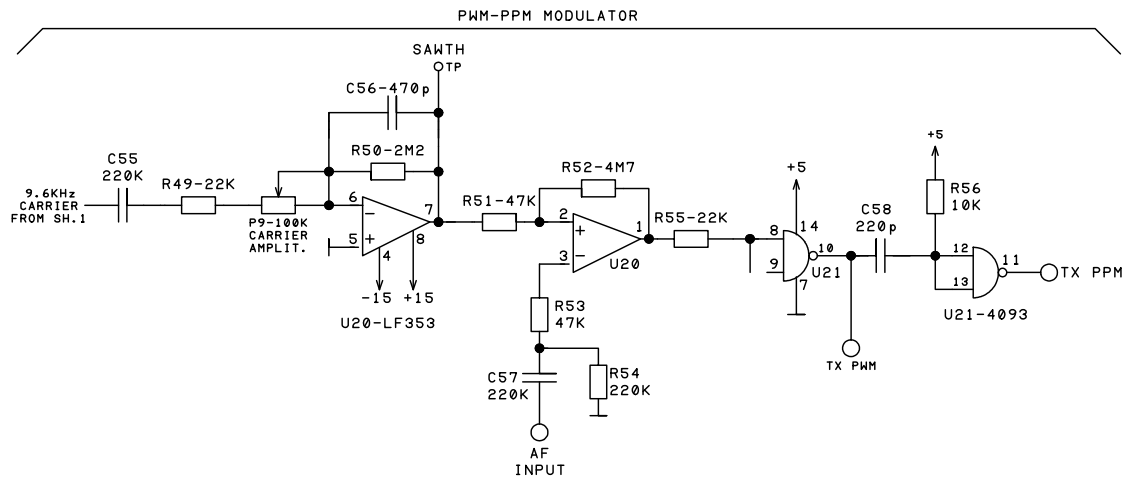 PWM-PPM MODULATOR
SAWTH
TP
C56-470p
R50-2M2
C55
220K
R49-22K
9.6KHz
CARRIER
FROM SH.1
P9-100K
CARRIER
AMPLIT.
6
-
5
+
7
8
4
-15 +15
U20-LF353
R51-47K
R52-4M7
2
+
3
-
1
U20
R53
47K
C57
220K
R54
220K
AF
INPUT
R55-22K
+5
14
8
9
10
7
U21
TX PWM
C58
220p
+5
R56
10K
12
13
11
U21-4093
TX PPM